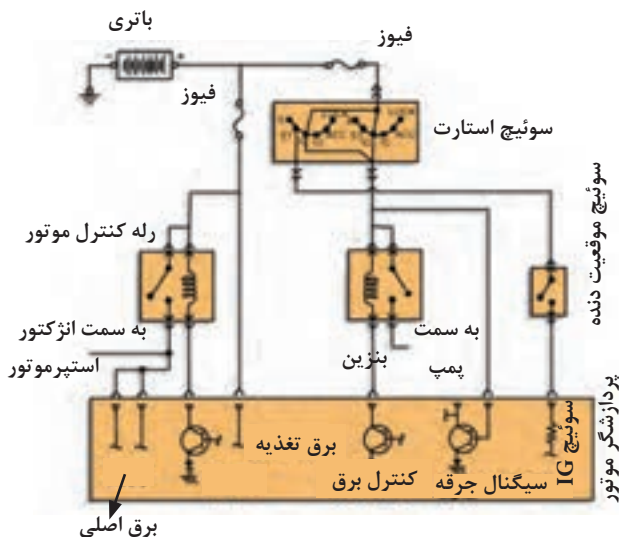 باتری
فیوز
فیوز
سوئیچ استارت
سوئیچ موقعیت دنده
رله کنترل موتور
به سمت انژکتور
استپرموتور
به سمت
پمپ
بنزین
پردازشگر موتور
سوئیچ IG
برق تغذیه
کنترل برق
سیگنال جرقه
برق اصلی